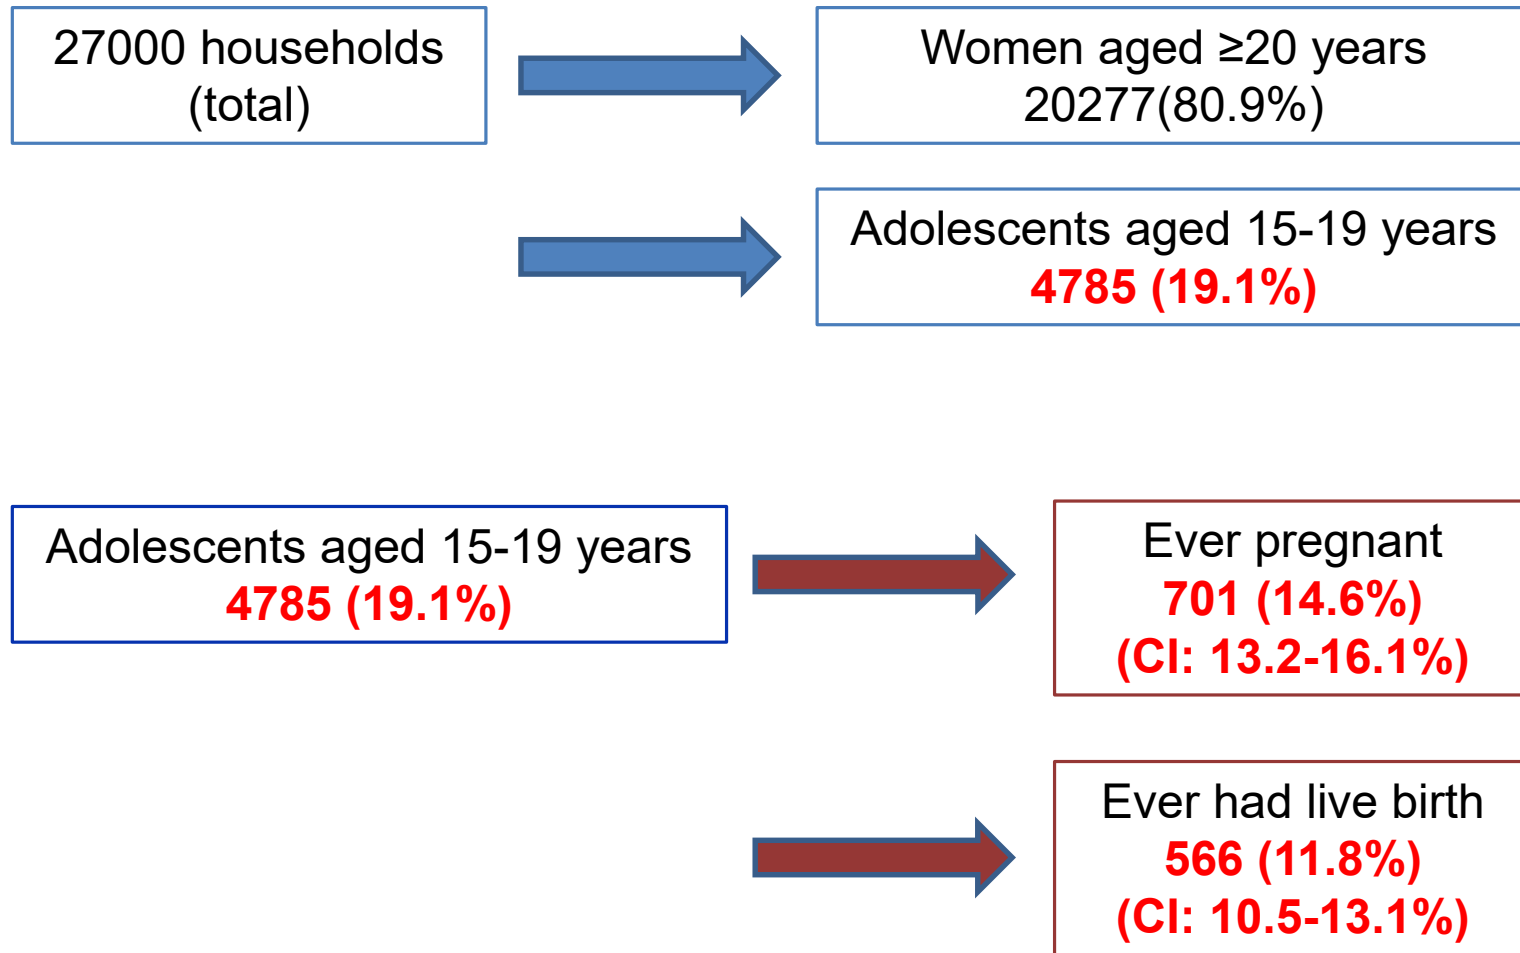 27000 households
(total)
Women aged ≥20 years
20277(80.9%)
Adolescents aged 15-19 years
4785 (19.1%)
Adolescents aged 15-19 years
4785 (19.1%)
Ever pregnant
701 (14.6%)
(CI: 13.2-16.1%)
Ever had live birth
566 (11.8%)
(CI: 10.5-13.1%)